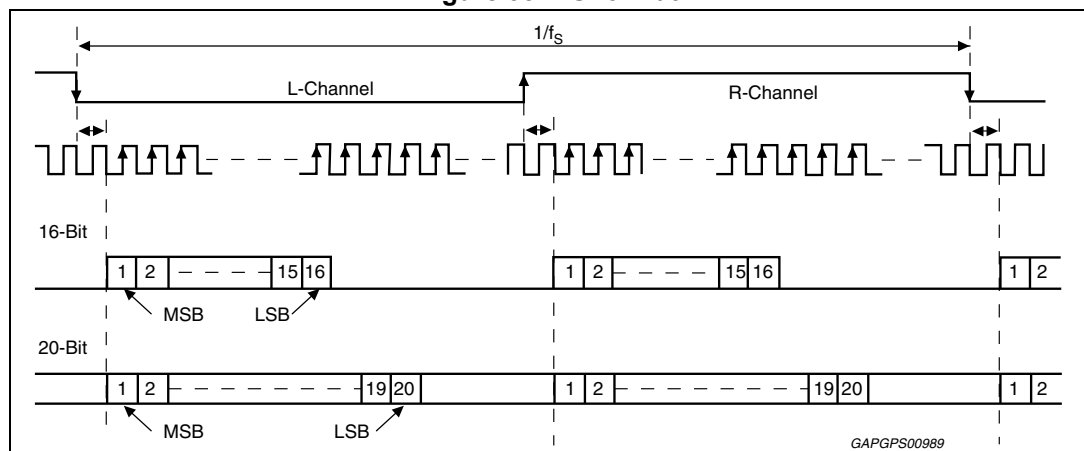 1/fS
L-Channel
R-Channel
16-Bit
1 2 15 16 1 2 15 16 1 2
MSB LSB
20-Bit
1 2 19 20 1 2 19 20 1 2
MSB LSB
GAPGPS00989